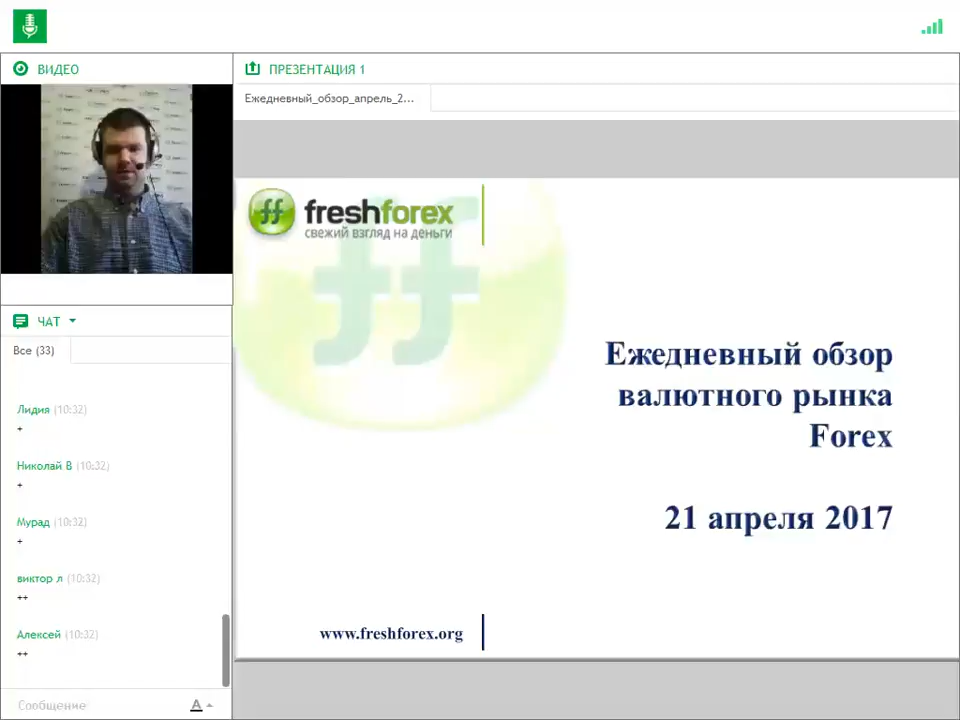 ВИДЕО
ПРЕЗЕНТАЦИЯ 1
Ежедневный_обзор_апрель_2...
freshforex
свежий взгляд на деньги
Ежедневный обзор
валютного рынка
Forex
21 апреля 2017
www.freshforex.org
ЧАТ
Все (33)
Лидия (10:32)
+
Николай В (10:32)
+
Мурад (10:32)
+
виктор л (10:32)
++
Алексей (10:32)
++
Сообщение
A